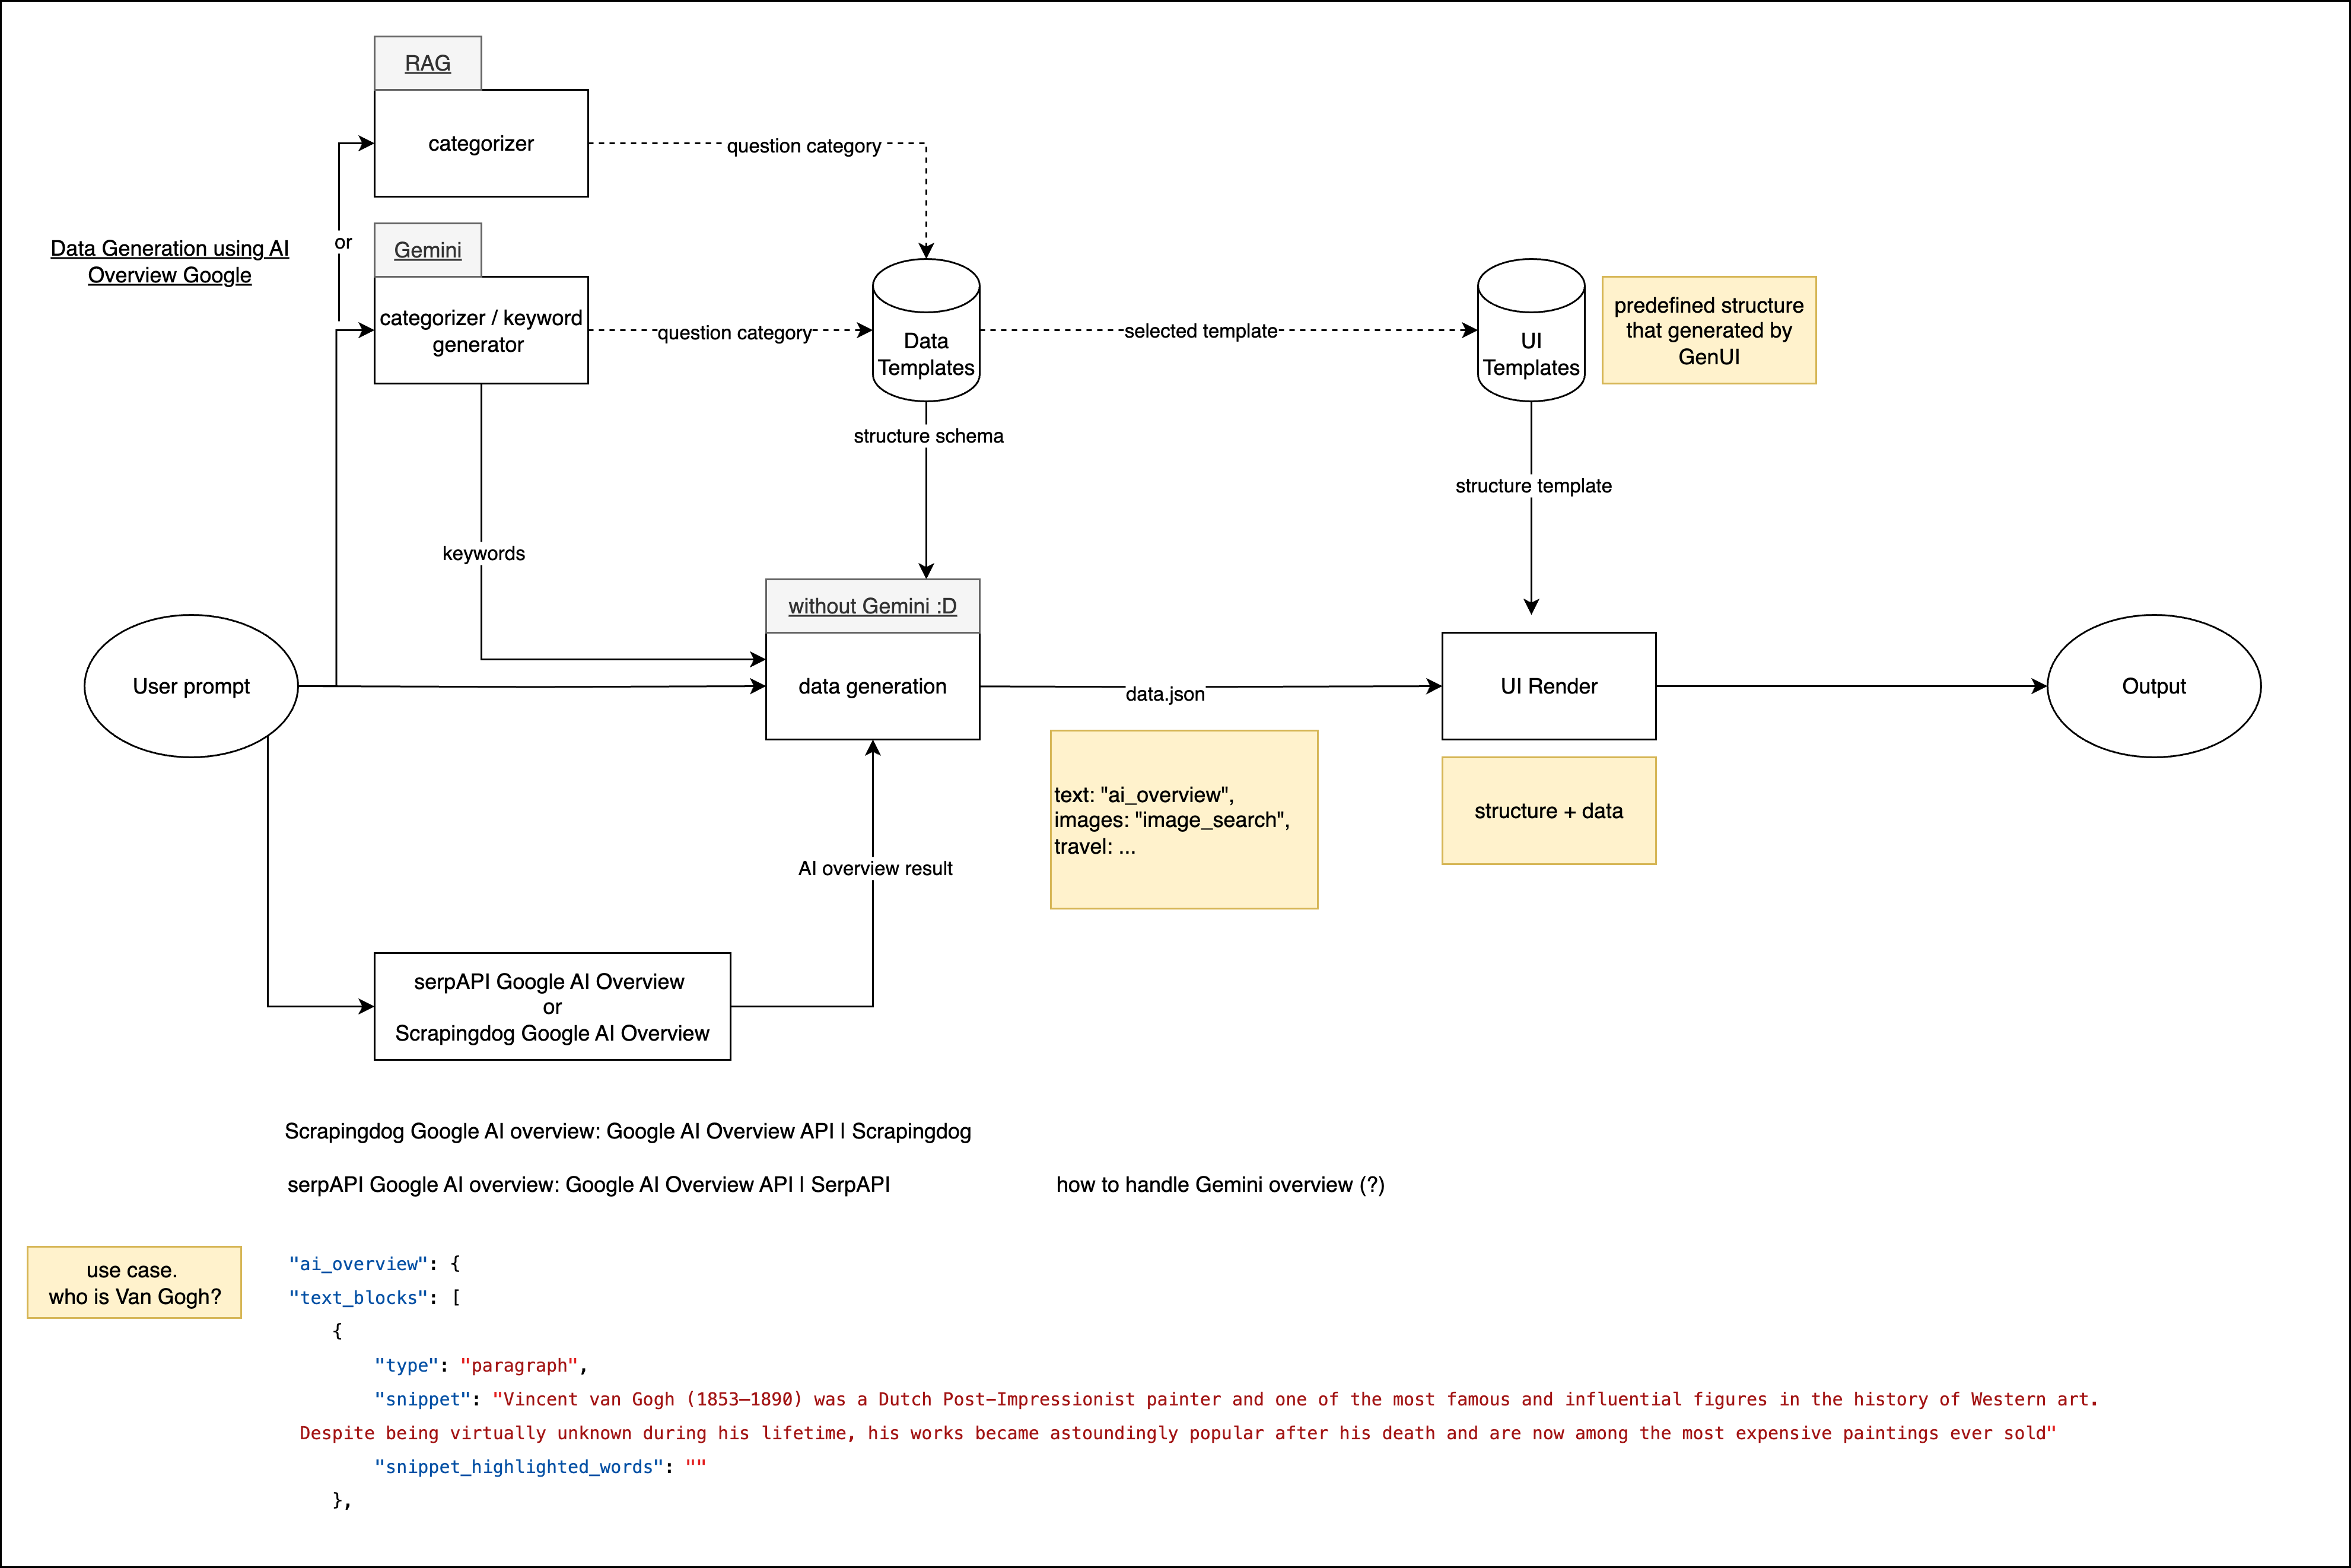 RAG
categorizer
question category
Data Generation using AI
Overview Google
or
Gemini
categorizer / keyword
generator
question category
Data
Templates
selected template
UI
Templates
predefined structure
that generated by
GenUI
structure schema
structure template
keywords
without Gemini :D
User prompt
data generation
data.json
UI Render
Output
text: "ai_overview",
images: "image_search",
travel: ...
structure + data
AI overview result
serpAPI Google AI Overview
or
Scrapingdog Google AI Overview
Scrapingdog Google AI overview: Google AI Overview API | Scrapingdog
serpAPI Google AI overview: Google AI Overview API | SerpAPI
how to handle Gemini overview (?)
use case.
who is Van Gogh?
"ai_overview": {
"text_blocks": [
{
"type": "paragraph",
"snippet": "Vincent van Gogh (1853–1890) was a Dutch Post-Impressionist painter and one of the most famous and influential figures in the history of Western art.
Despite being virtually unknown during his lifetime, his works became astoundingly popular after his death and are now among the most expensive paintings ever sold"
"snippet_highlighted_words": ""
},